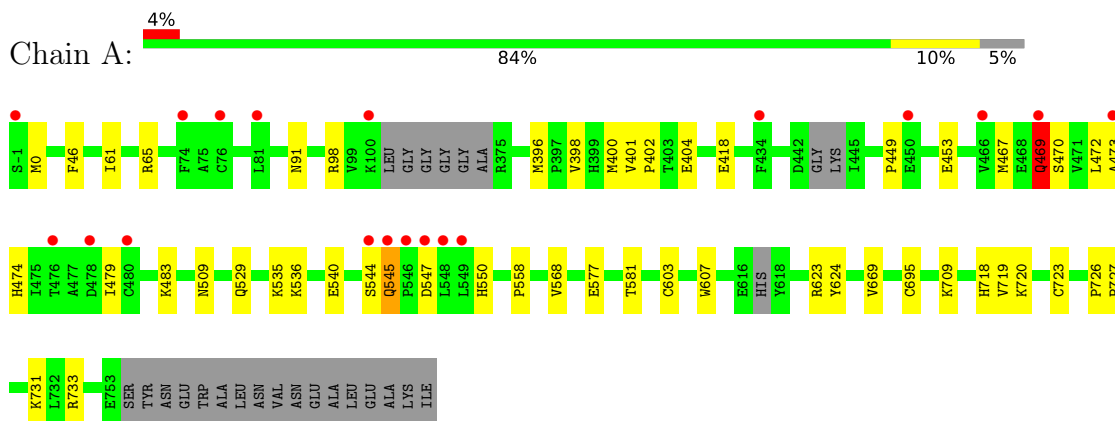 4%
Chain A:
84% 10% 5%
S-1 M0 F46 I61 R65 F74 A75 C76 L81 N91 R98 V99 K100 LEU GLY GLY GLY GLY ALA R375 M396 P397 V398 H399 M400 V401 P402 T403 E404 E418 F434 D442 GLY LYS I445 P449 E450 E453 V466 M467 E468 Q469 S470 V471 L472 A473
H474 I475 T476 A477 D478 I479 C480 K483 N509 Q529 K535 K536 E540 S544 Q545 P546 D547 L548 L549 H550 P558 V568 E577 T581 C603 W607 E616 HIS Y618 R623 Y624 V669 C695 K709 H718 V719 K720 C723 P726
K731 L732 R733 E753 SER TYR ASN GLU TRP ALA LEU ASN VAL ASN GLU ALA LEU GLU ALA LYS ILE